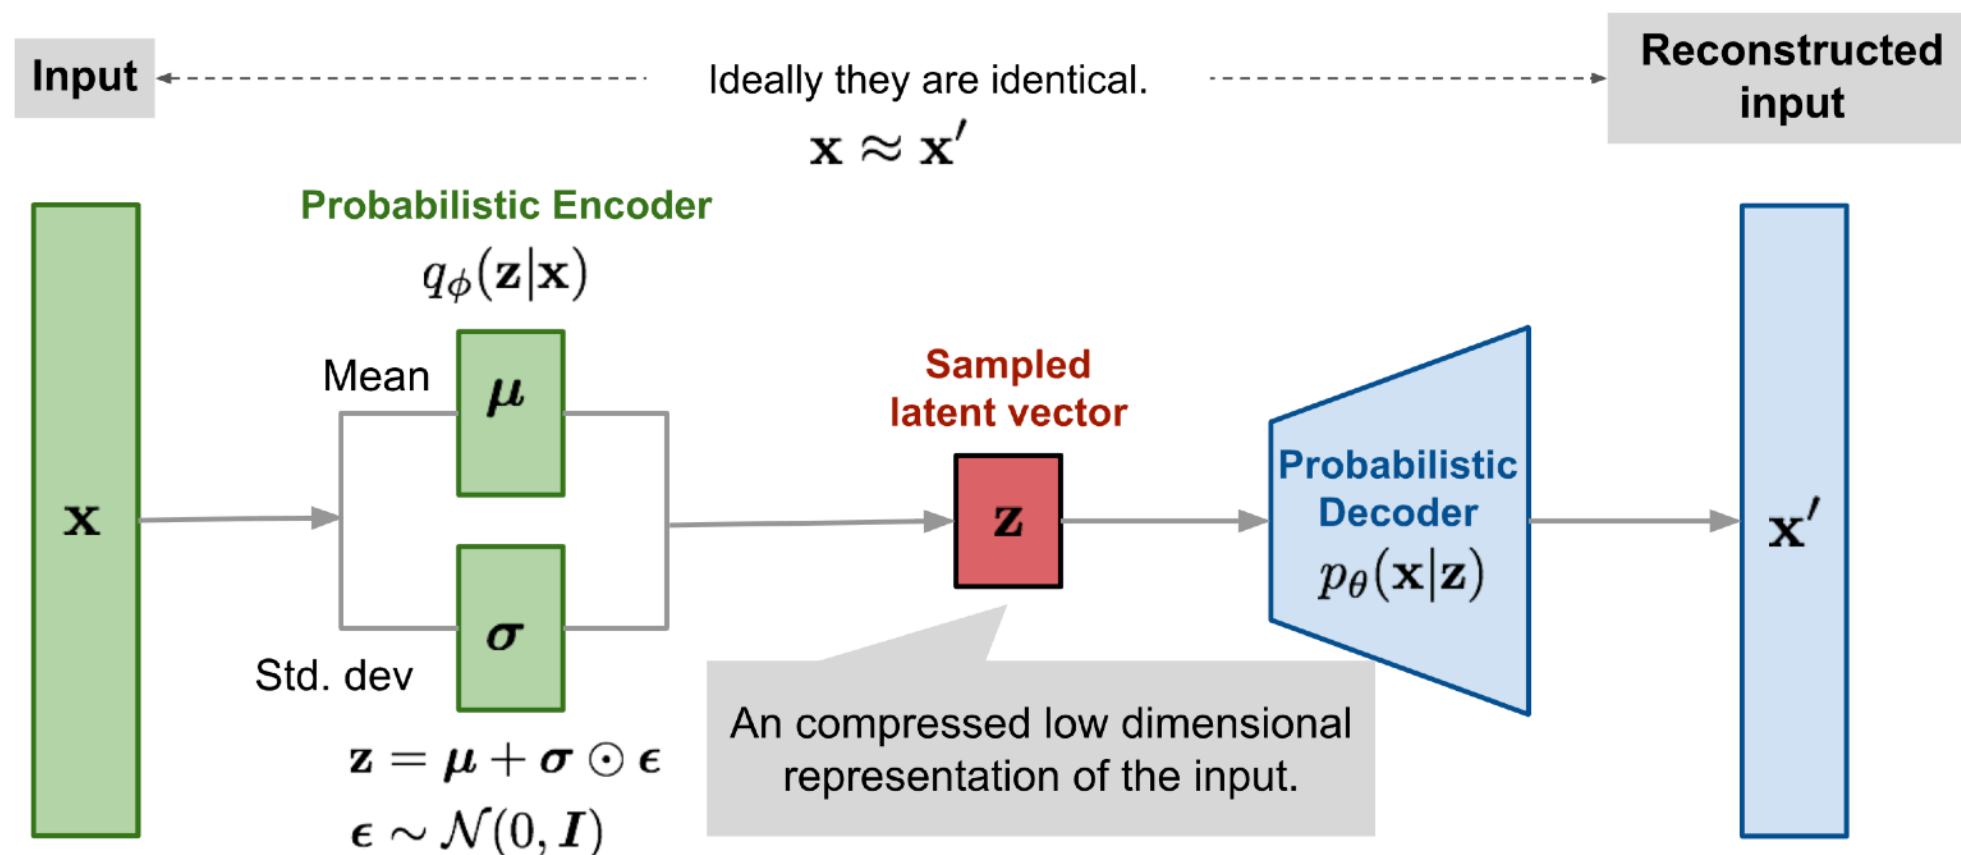 Input
Ideally they are identical.
x ≈ x′
Reconstructed
input
Probabilistic Encoder
qϕ(z|x)
Mean
μ
Std. dev
σ
z = μ + σ ⊙ ϵ
ϵ ∼ 𝒩(0, I)
x
Sampled
latent vector
z
An compressed low dimensional
representation of the input.
Probabilistic
Decoder
pθ(x|z)
x′